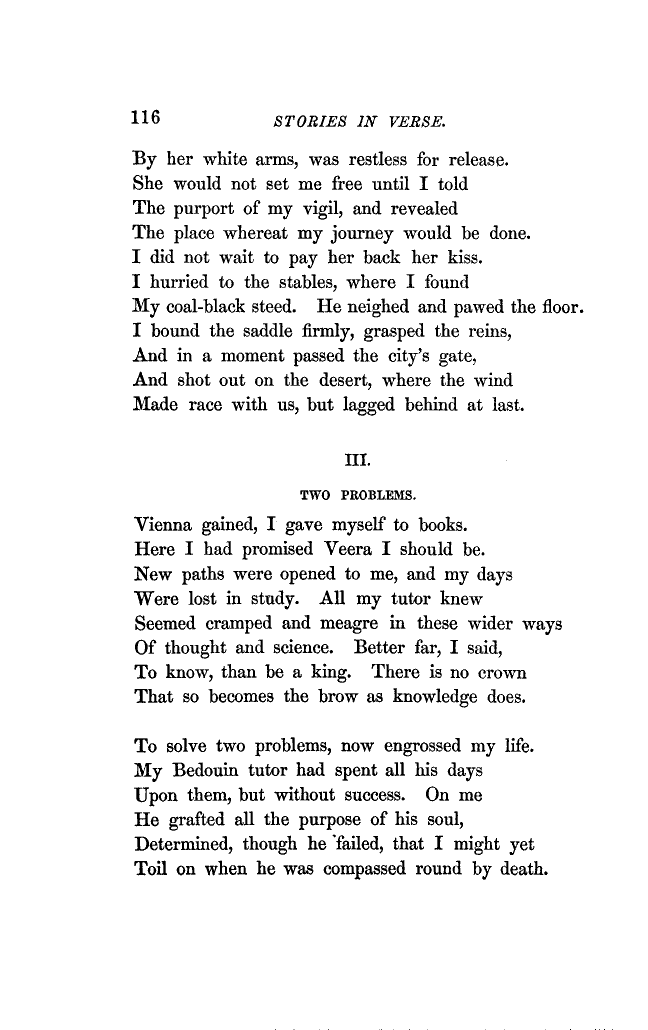 116 STORIES IN VERSE.
By her white arms, was restless for release.
She would not set me free until I told
The purport of my vigil, and revealed
The place whereat my journey would be done.
I did not wait to pay her back her kiss.
I hurried to the stables, where I found
My coal-black steed. He neighed and pawed the floor.
I bound the saddle firmly, grasped the reins,
And in a moment passed the city's gate,
And shot out on the desert, where the wind
Made race with us, but lagged behind at last.
III.
TWO PROBLEMS.
Vienna gained, I gave myself to books.
Here I had promised Veera I should be.
New paths were opened to me, and my days
Were lost in study. All my tutor knew
Seemed cramped and meagre in these wider ways
Of thought and science. Better far, I said,
To know, than be a king. There is no crown
That so becomes the brow as knowledge does.
To solve two problems, now engrossed my life.
My Bedouin tutor had spent all his days
Upon them, but without success. On me
He grafted all the purpose of his soul,
Determined, though he failed, that I might yet
Toil on when he was compassed round by death.